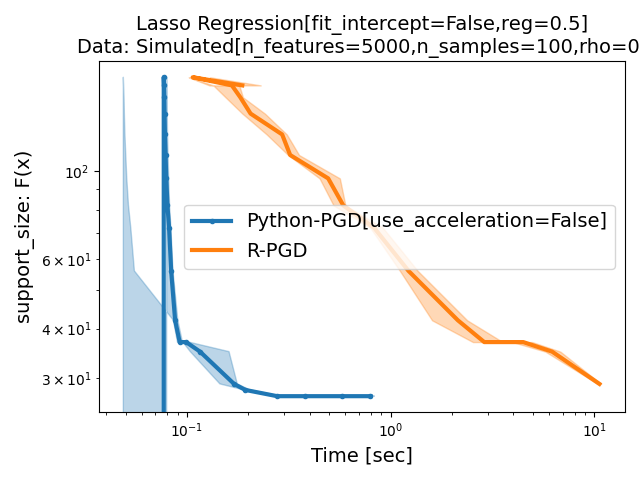 Lasso Regression[fit_intercept=False,reg=0.5]
Data: Simulated[n_features=5000,n_samples=100,rho=0
support_size: F(x)
10²
6 × 10¹
4 × 10¹
3 × 10¹
Python-PGD[use_acceleration=False]
R-PGD
10⁻¹ 10⁰ 10¹
Time [sec]